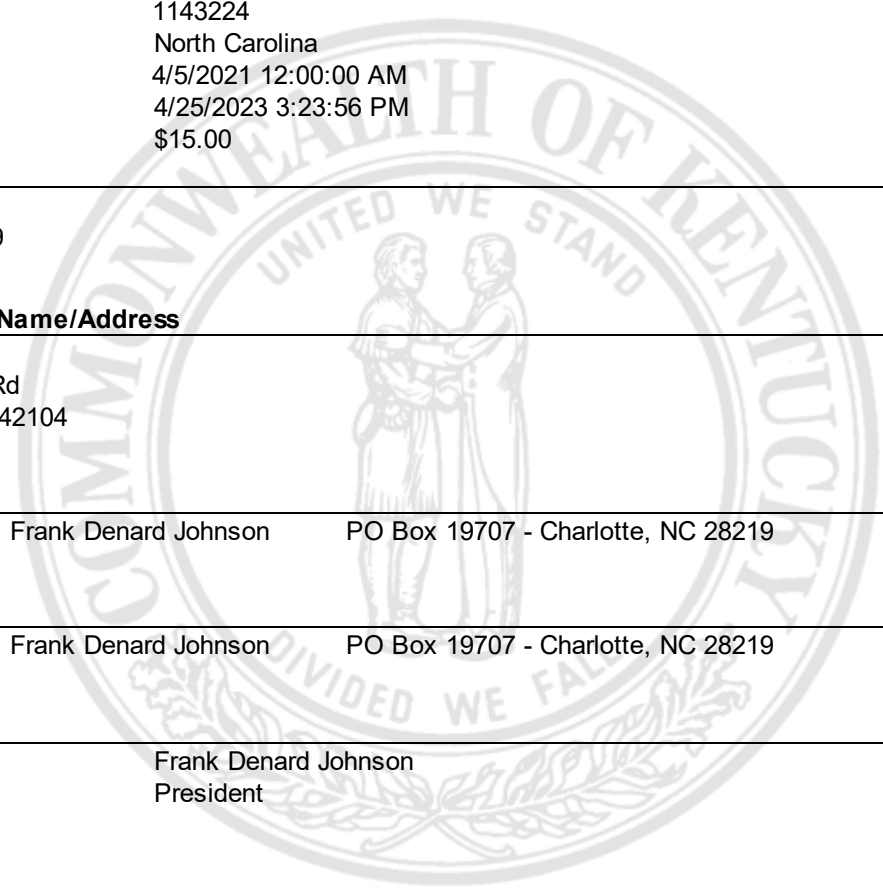 1143224
North Carolina
4/5/2021 12:00:00 AM
4/25/2023 3:23:56 PM
$15.00
COMMONWEALTH OF KENTUCKY
UNITED WE STAND
9
Name/Address
Rd
42104
Frank Denard Johnson PO Box 19707 - Charlotte, NC 28219
Frank Denard Johnson PO Box 19707 - Charlotte, NC 28219
DIVIDED WE FALL
Frank Denard Johnson
President